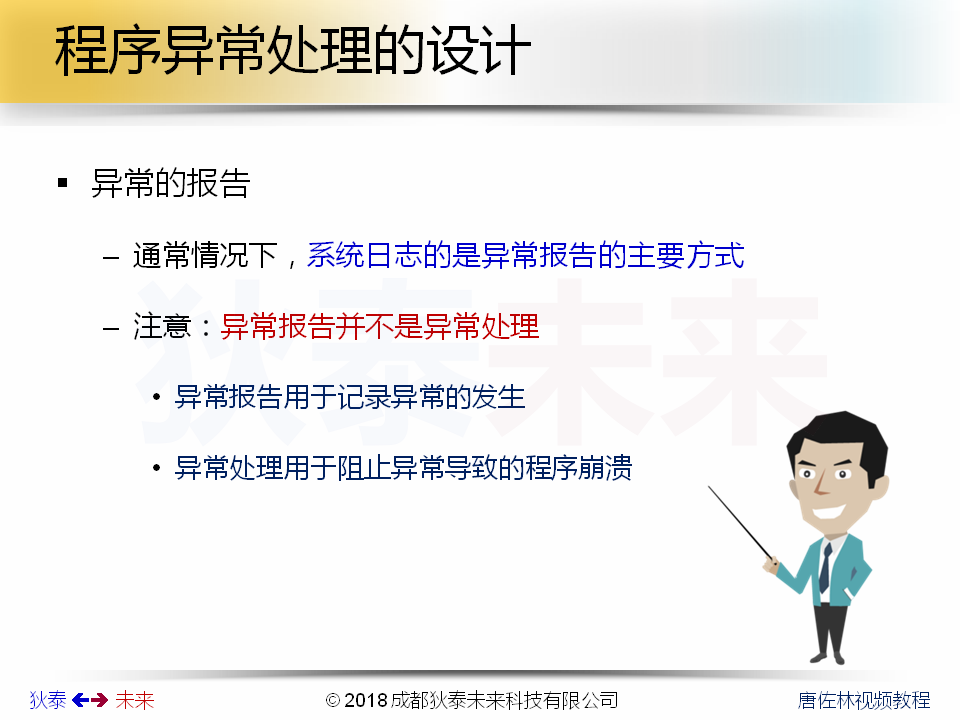 程序异常处理的设计
▪ 异常的报告
– 通常情况下，系统日志的是异常报告的主要方式
– 注意：异常报告并不是异常处理
• 异常报告用于记录异常的发生
• 异常处理用于阻止异常导致的程序崩溃
狄泰未来
狄泰 未来
© 2018 成都狄泰未来科技有限公司
唐佐林视频教程